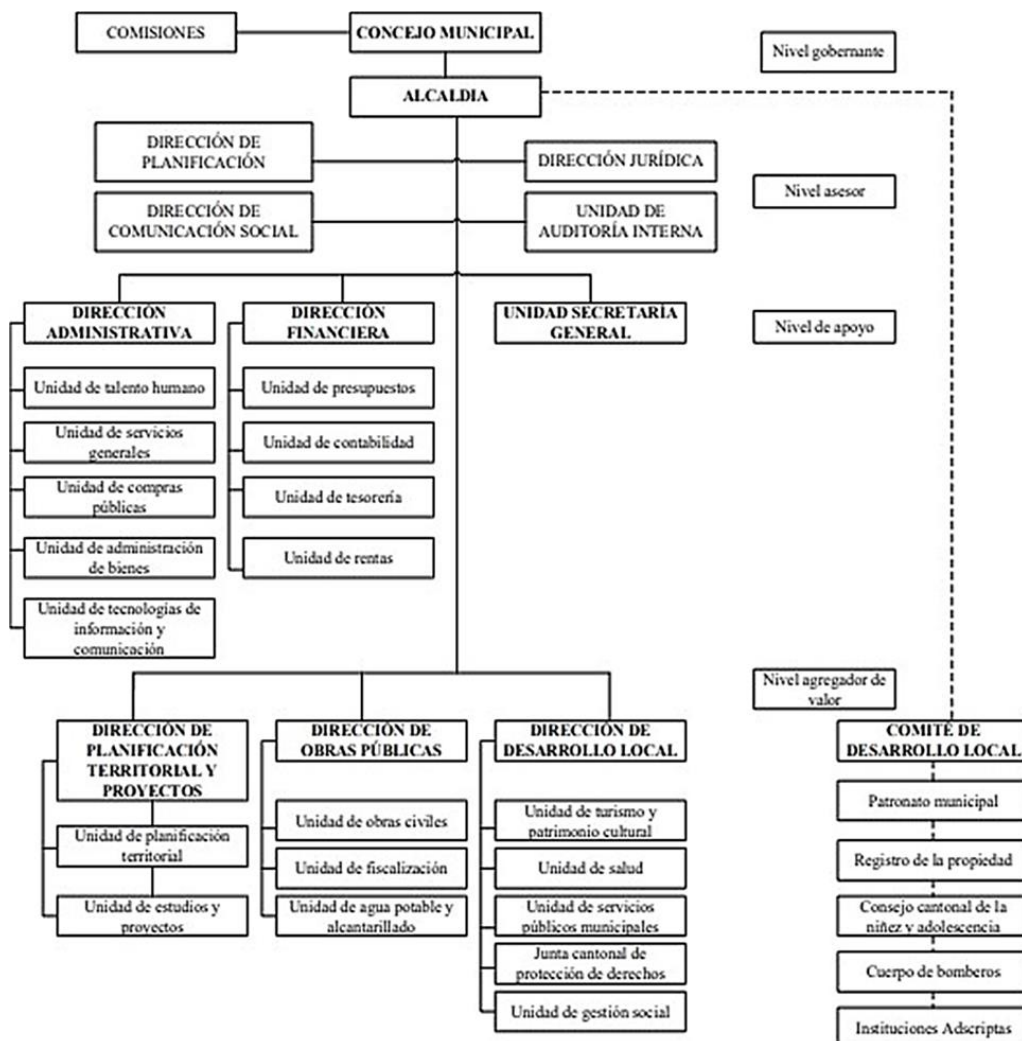 COMISIONES
CONCEJO MUNICIPAL
Nivel gobernante
ALCALDIA
DIRECCIÓN DE
PLANIFICACIÓN
DIRECCIÓN JURÍDICA
Nivel asesor
DIRECCIÓN DE
COMUNICACIÓN SOCIAL
UNIDAD DE
AUDITORÍA INTERNA
DIRECCIÓN
ADMINISTRATIVA
DIRECCIÓN
FINANCIERA
UNIDAD SECRETARÍA
GENERAL
Nivel de apoyo
Unidad de talento humano
Unidad de servicios
generales
Unidad de compras
públicas
Unidad de administración
de bienes
Unidad de tecnologías de
información y
comunicación
Unidad de presupuestos
Unidad de contabilidad
Unidad de tesorería
Unidad de rentas
Nivel agregador de
valor
DIRECCIÓN DE
PLANIFICACIÓN
TERRITORIAL Y
PROYECTOS
Unidad de planificación
territorial
Unidad de estudios y
proyectos
DIRECCIÓN DE
OBRAS PÚBLICAS
Unidad de obras civiles
Unidad de fiscalización
Unidad de agua potable y
alcantarillado
DIRECCIÓN DE
DESARROLLO LOCAL
Unidad de turismo y
patrimonio cultural
Unidad de salud
Unidad de servicios
públicos municipales
Junta cantonal de
protección de derechos
Unidad de gestión social
COMITÉ DE
DESARROLLO LOCAL
Patronato municipal
Registro de la propiedad
Consejo cantonal de la
niñez y adolescencia
Cuerpo de bomberos
Instituciones Adscriptas